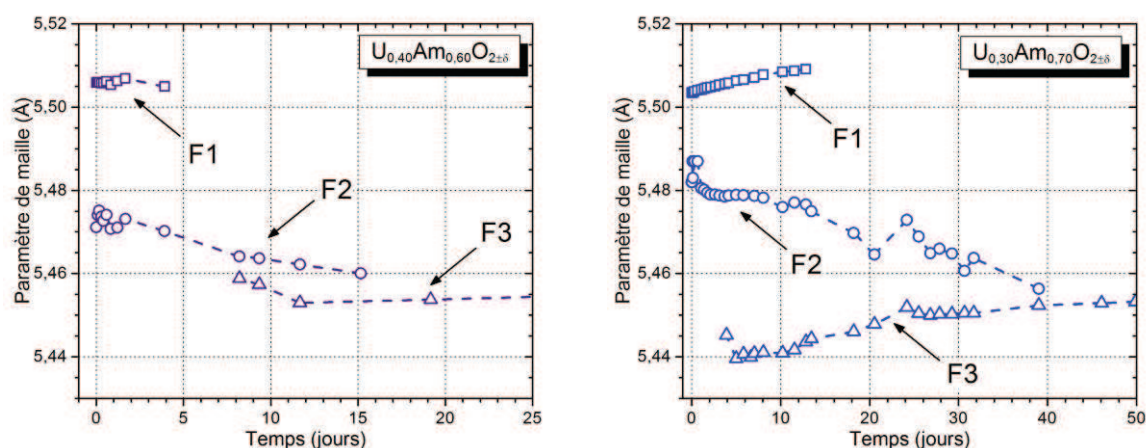 5,52
5,50
5,48
5,46
5,44
Paramètre de maille (Å)
U0,40Am0,60O2±δ
F1
F2
F3
0 5 10 15 20 25
Temps (jours)
5,52
5,50
5,48
5,46
5,44
Paramètre de maille (Å)
U0,30Am0,70O2±δ
F1
F2
F3
0 10 20 30 40 50
Temps (jours)